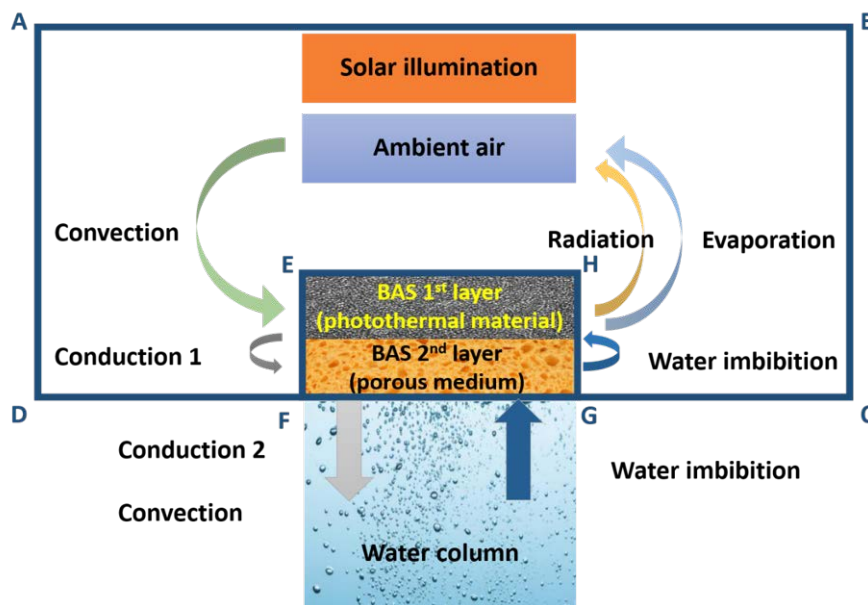 A
Solar illumination
Ambient air
Convection
Radiation
Evaporation
E
H
BAS 1st layer
(photothermal material)
Conduction 1
BAS 2nd layer
(porous medium)
Water imbibition
D
F
G
C
Conduction 2
Water imbibition
Convection
Water column